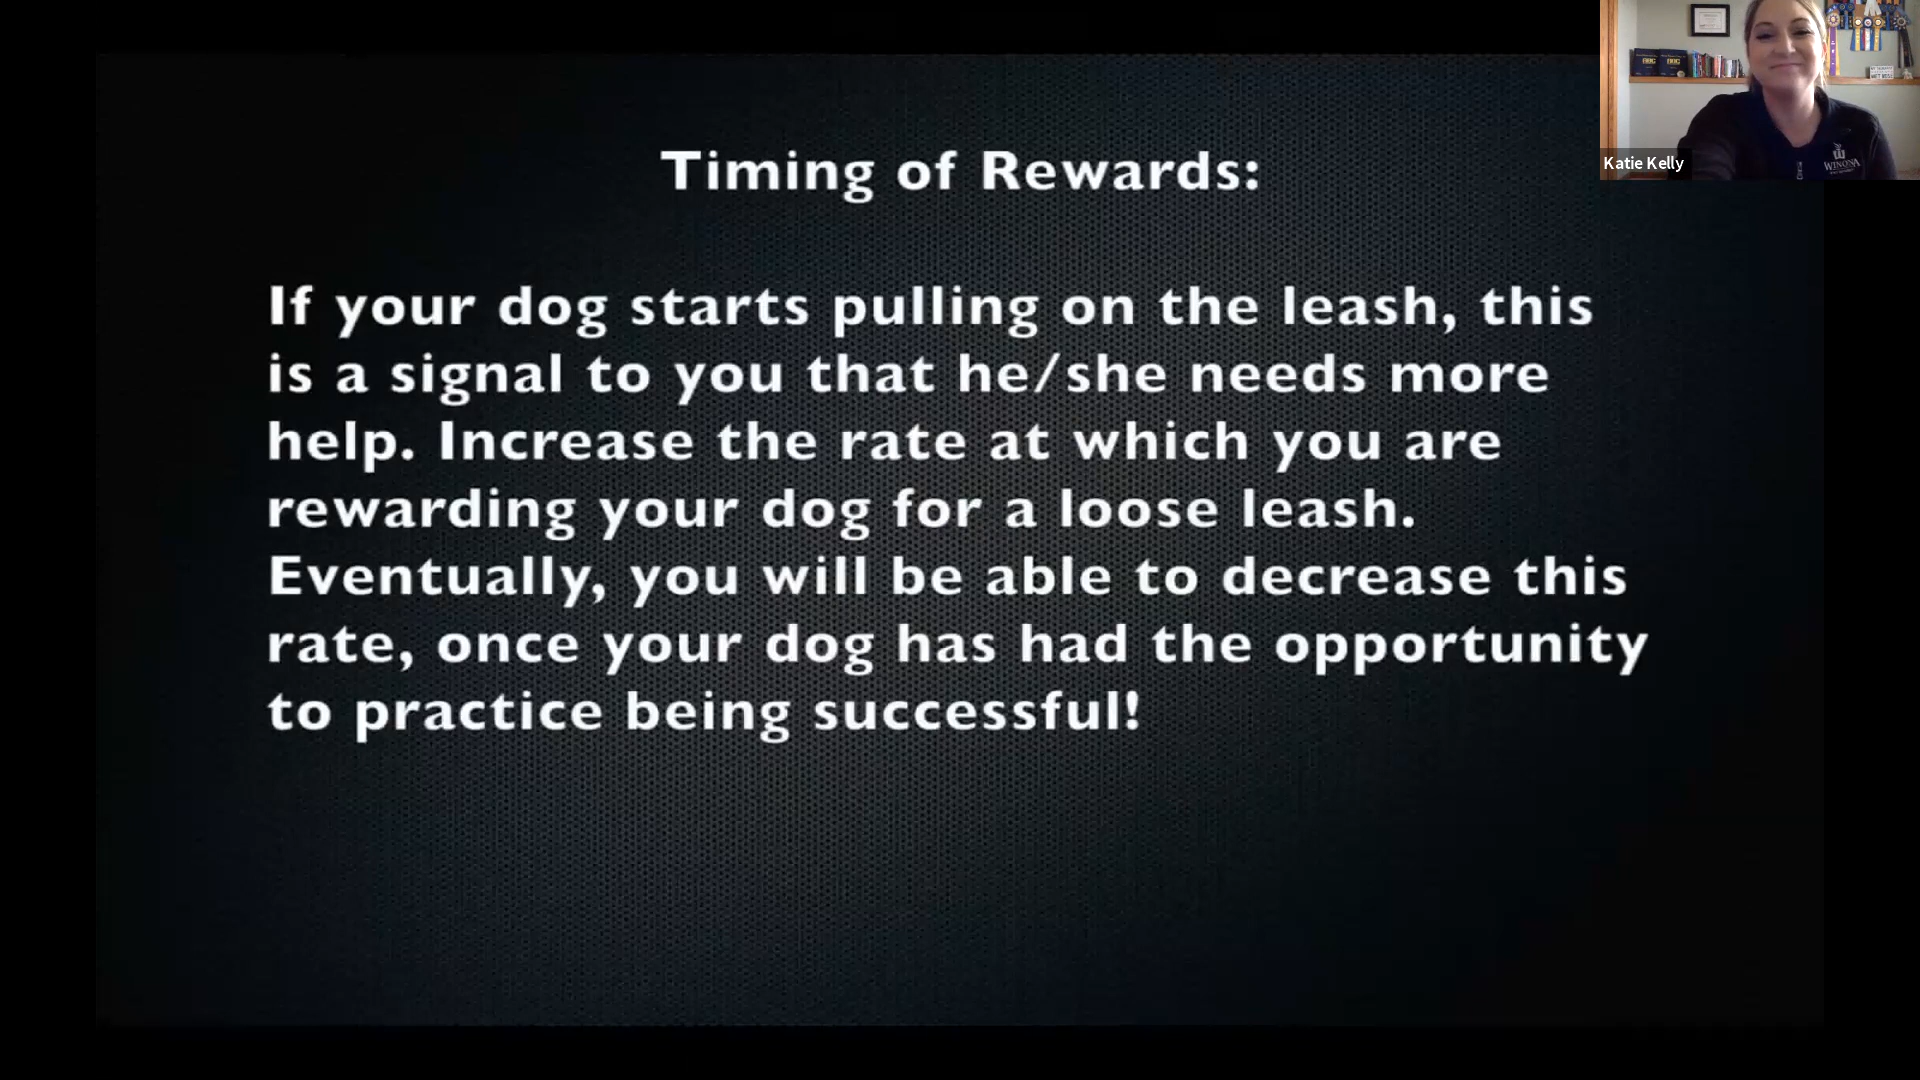 Timing of Rewards:
If your dog starts pulling on the leash, this
is a signal to you that he/she needs more
help. Increase the rate at which you are
rewarding your dog for a loose leash.
Eventually, you will be able to decrease this
rate, once your dog has had the opportunity
to practice being successful!
Katie Kelly
WINONA